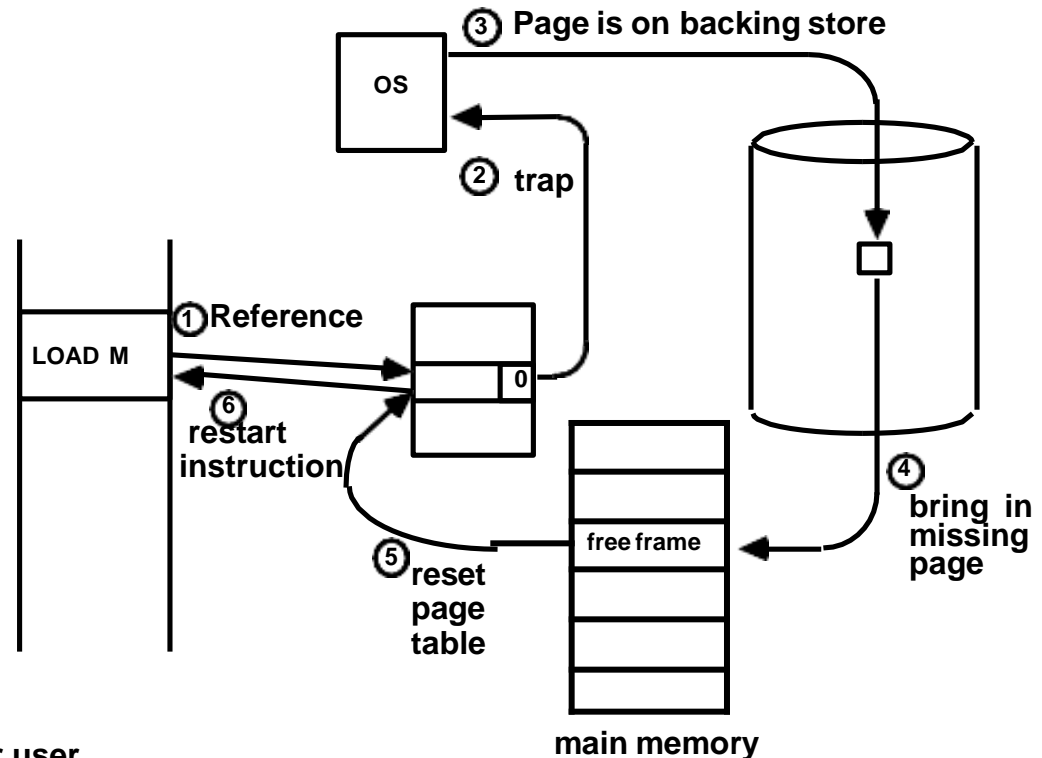 ③ Page is on backing store
OS
② trap
① Reference
LOAD M
0
⑥
restart
instruction
④
bring in
missing
page
free frame
⑤
reset
page
table
main memory
user